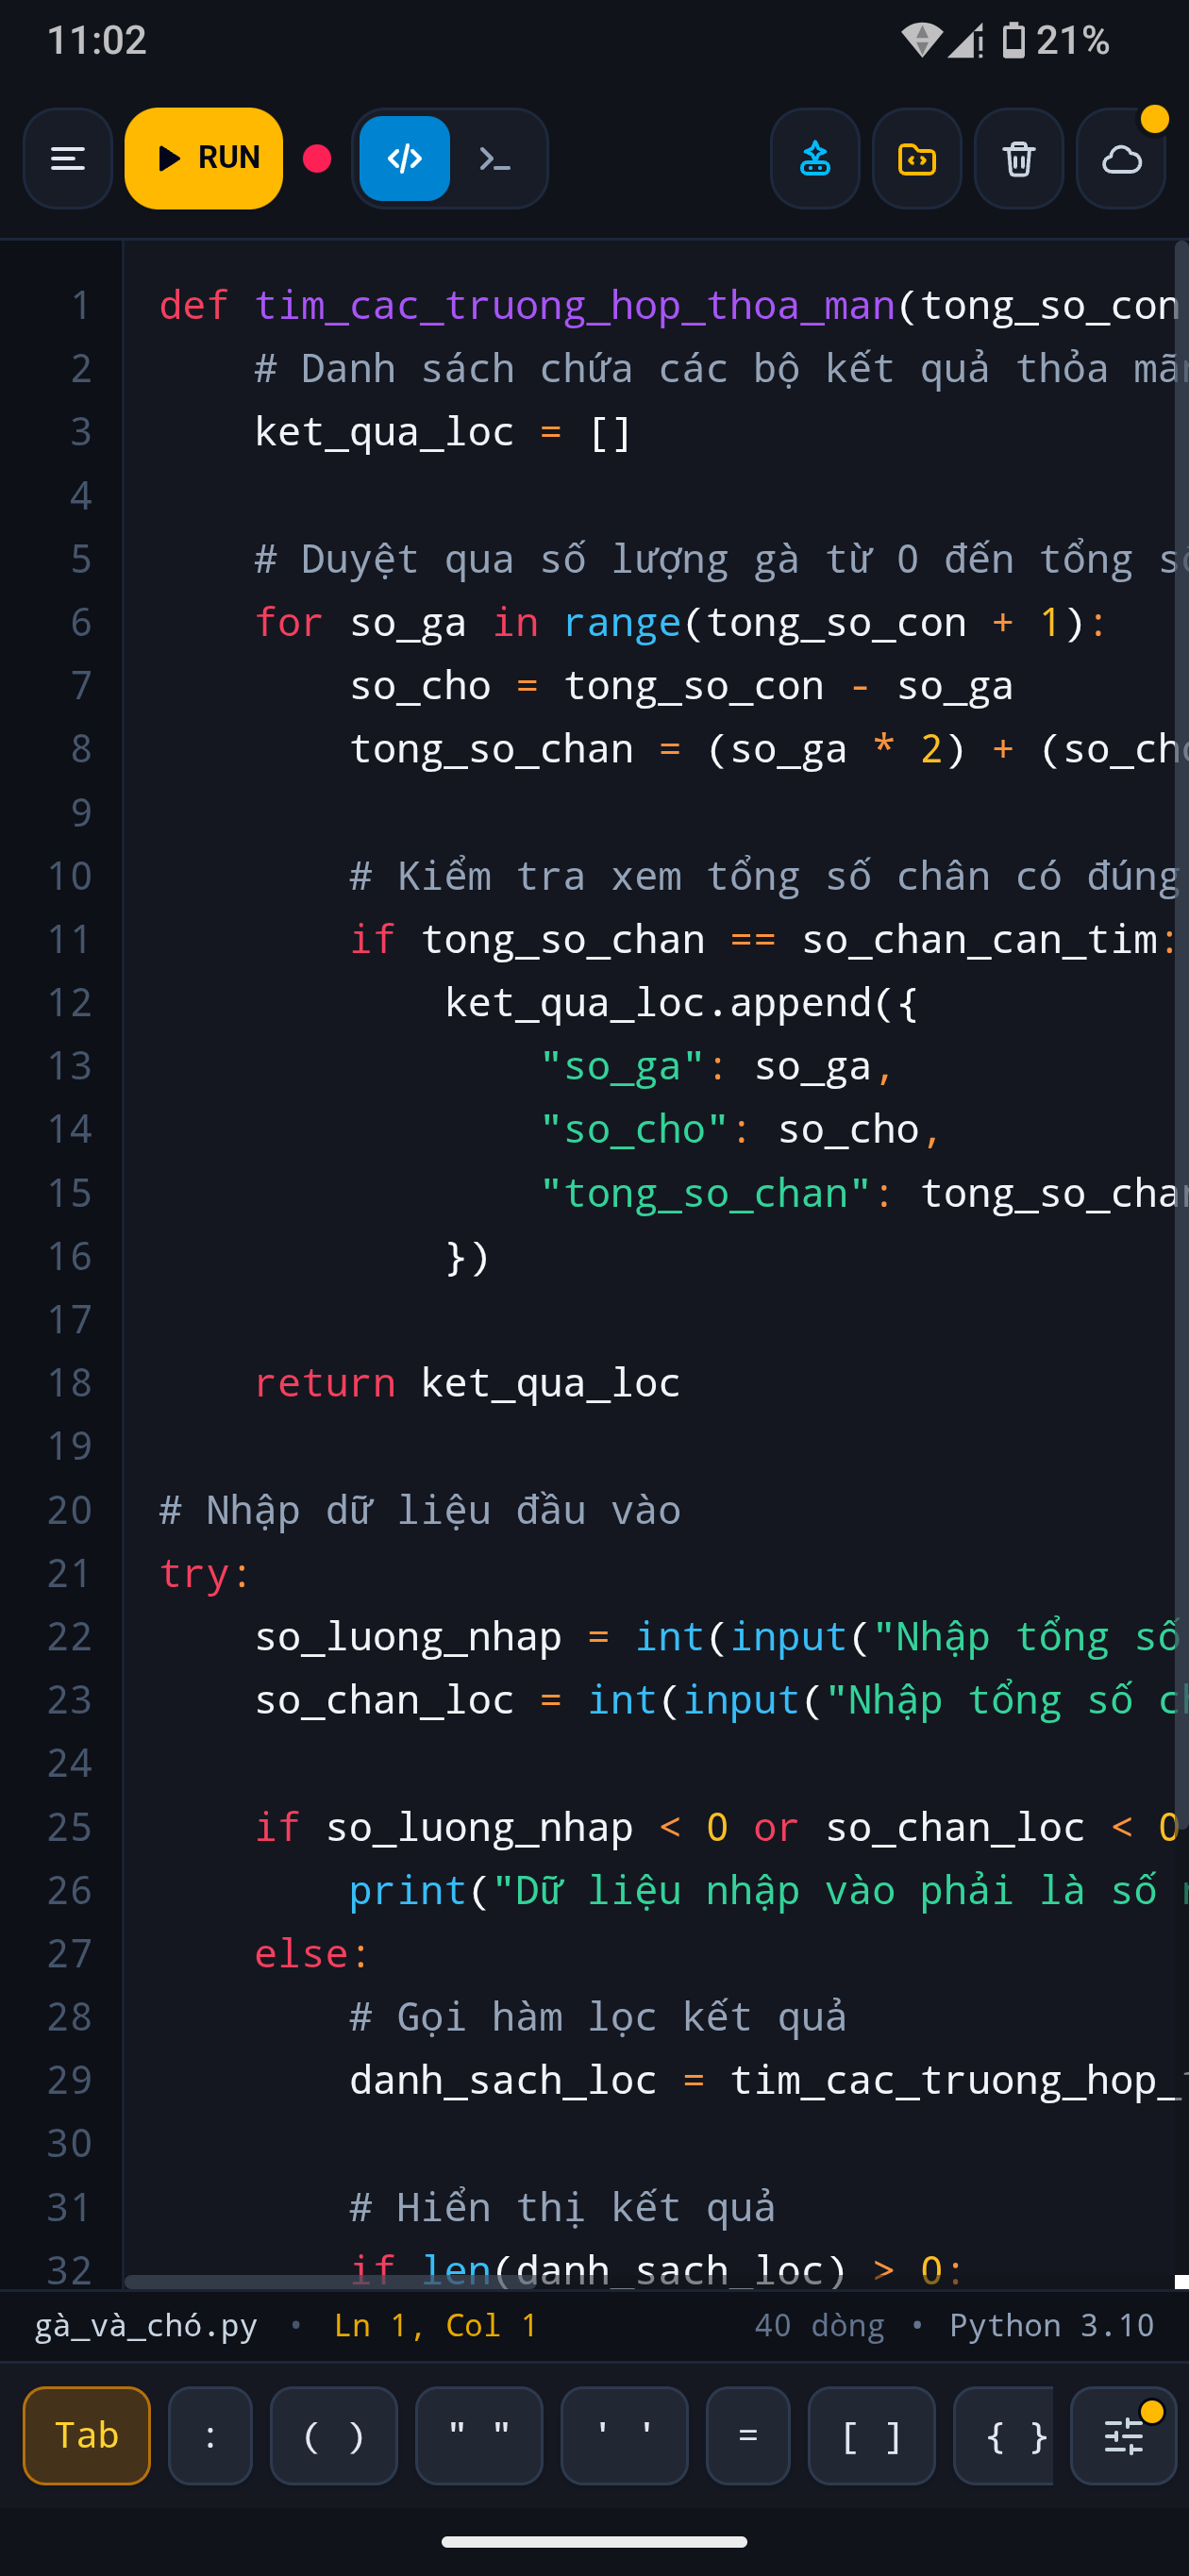 11:02 21%
RUN
1 def tim_cac_truong_hop_thoa_man(tong_so_con
2 # Danh sách chứa các bộ kết quả thỏa mãn
3 ket_qua_loc = []
4
5 # Duyệt qua số lượng gà từ 0 đến tổng số
6 for so_ga in range(tong_so_con + 1):
7 so_cho = tong_so_con - so_ga
8 tong_so_chan = (so_ga * 2) + (so_cho
9
10 # Kiểm tra xem tổng số chân có đúng
11 if tong_so_chan == so_chan_can_tim:
12 ket_qua_loc.append({
13 "so_ga": so_ga,
14 "so_cho": so_cho,
15 "tong_so_chan": tong_so_chan
16 })
17
18 return ket_qua_loc
19
20 # Nhập dữ liệu đầu vào
21 try:
22 so_luong_nhap = int(input("Nhập tổng số
23 so_chan_loc = int(input("Nhập tổng số ch
24
25 if so_luong_nhap < 0 or so_chan_loc < 0
26 print("Dữ liệu nhập vào phải là số
27 else:
28 # Gọi hàm lọc kết quả
29 danh_sach_loc = tim_cac_truong_hop_
30
31 # Hiển thị kết quả
32 if len(danh_sach_loc) > 0:
gà_và_chó.py • Ln 1, Col 1 40 dòng • Python 3.10
Tab : ( ) " " ' ' = [ ] { }